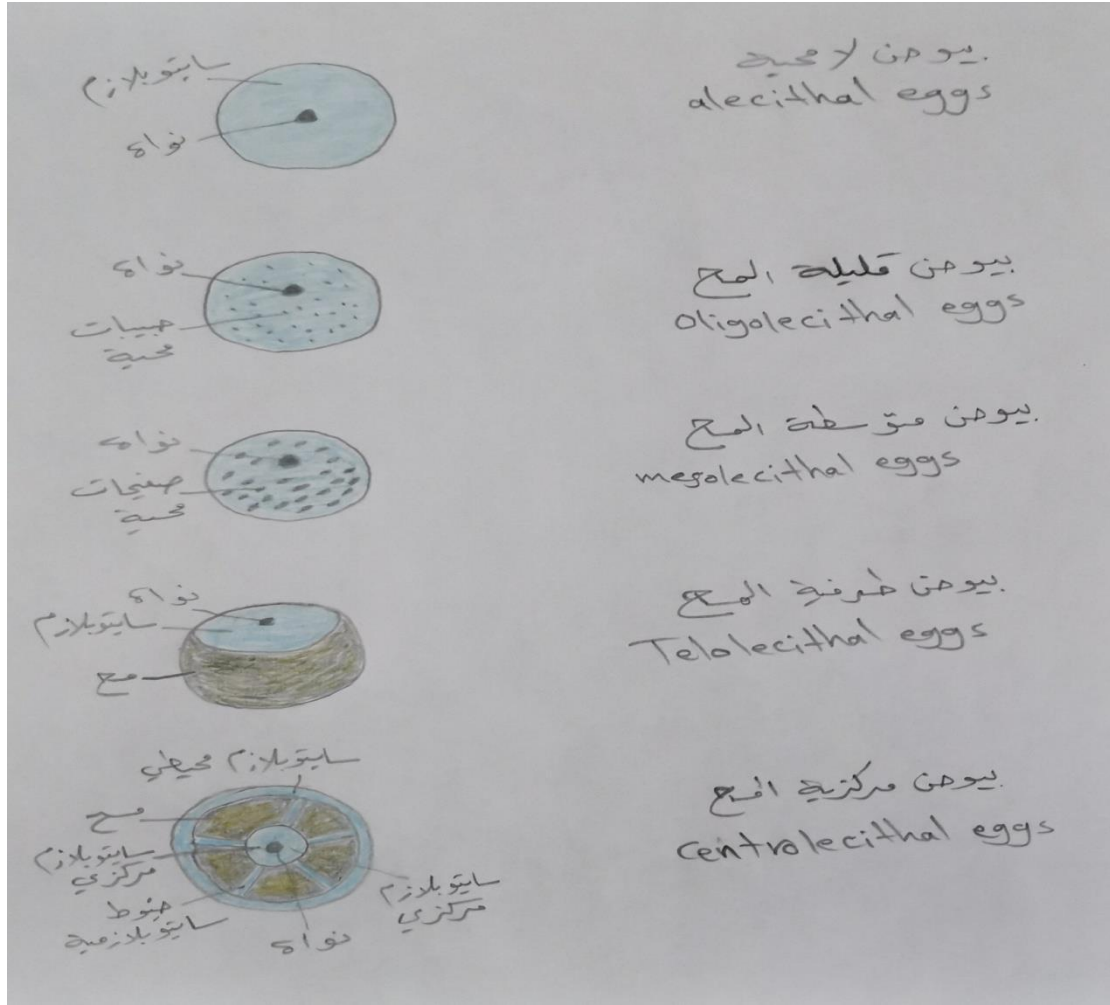 بيوض لا محية
alecithal eggs
سايتوبلازم
نواة
بيوض قليلة المح
Oligolecithal eggs
نواة
حبيبات
محية
بيوض متوسطة المح
mesolecithal eggs
نواة
صفيحات
محية
بيوض طرفية المح
Telolecithal eggs
نواة
سايتوبلازم
مح
بيوض مركزية المح
centrolecithal eggs
سايتوبلازم محيطي
مح
سايتوبلازم
مركزي
خيوط
سايتوبلازمية
نواة
سايتوبلازم
مركزي